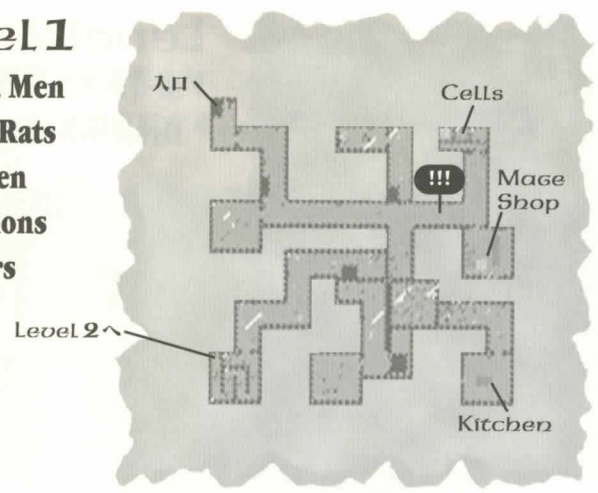 el 1
Men
Rats
en
ons
rs
入口
Cells
!!!
Mage
Shop
Level 2へ
Kitchen